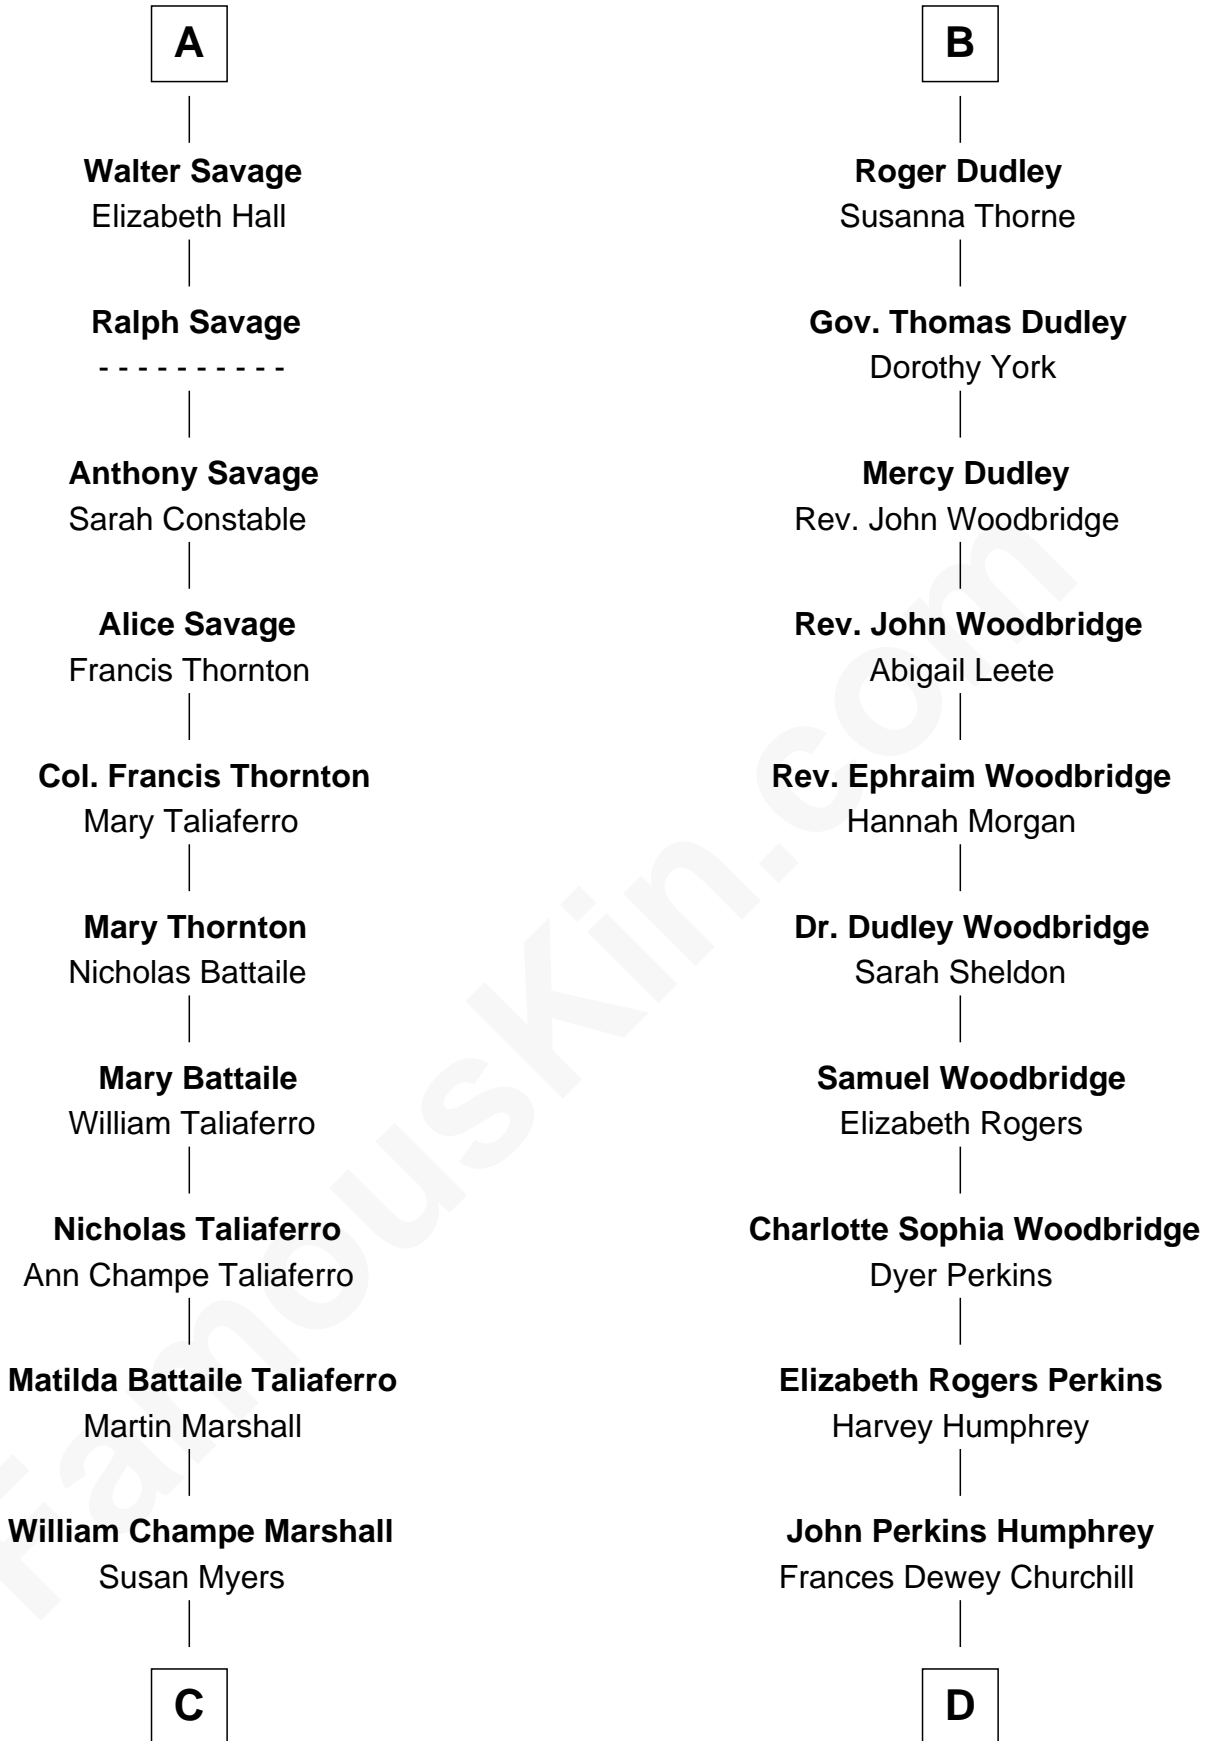 A
Walter Savage
Elizabeth Hall
Ralph Savage
- - - - - - - - - -
Anthony Savage
Sarah Constable
Alice Savage
Francis Thornton
Col. Francis Thornton
Mary Taliaferro
Mary Thornton
Nicholas Battaile
Mary Battaile
William Taliaferro
Nicholas Taliaferro
Ann Champe Taliaferro
Matilda Battaile Taliaferro
Martin Marshall
William Champe Marshall
Susan Myers
C
B
Roger Dudley
Susanna Thorne
Gov. Thomas Dudley
Dorothy York
Mercy Dudley
Rev. John Woodbridge
Rev. John Woodbridge
Abigail Leete
Rev. Ephraim Woodbridge
Hannah Morgan
Dr. Dudley Woodbridge
Sarah Sheldon
Samuel Woodbridge
Elizabeth Rogers
Charlotte Sophia Woodbridge
Dyer Perkins
Elizabeth Rogers Perkins
Harvey Humphrey
John Perkins Humphrey
Frances Dewey Churchill
D
FamousKin.com